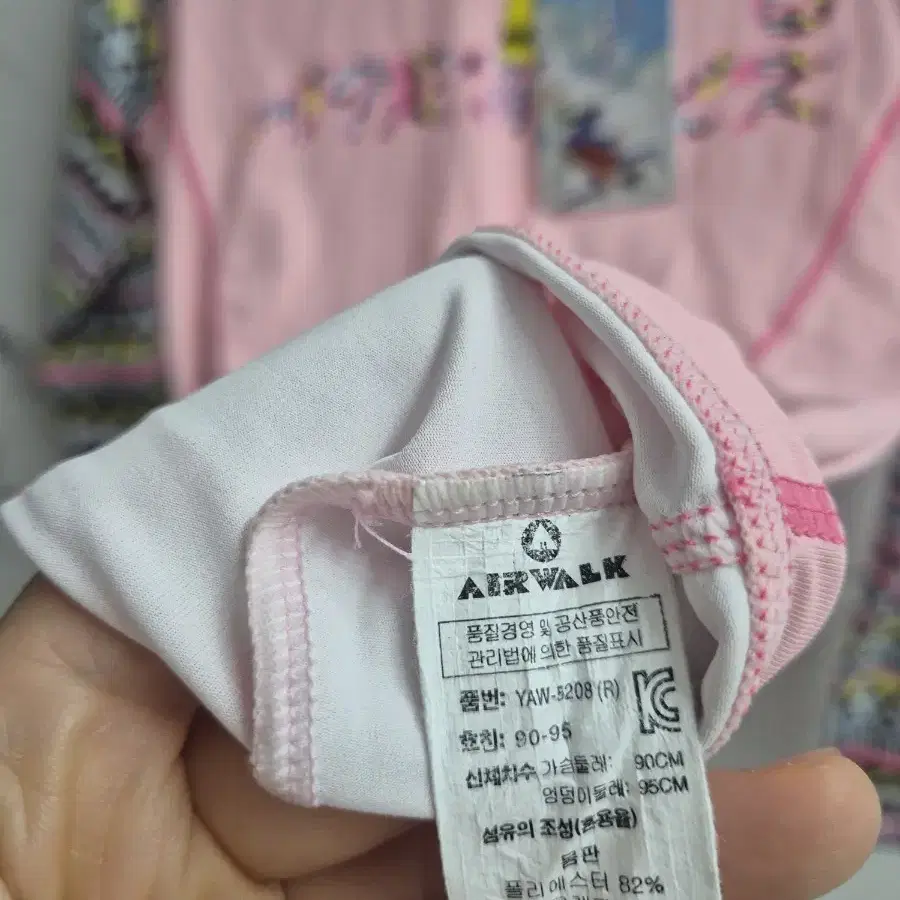 AIRWALK
품질경영 및 공산품안전
관리법에 의한 품질표시
품번: YAW-5208 (R)
호칭: 90-95
신체치수 가슴둘레: 90CM
엉덩이둘레: 95CM
섬유의 조성(혼용율)
폴리에스터 82%